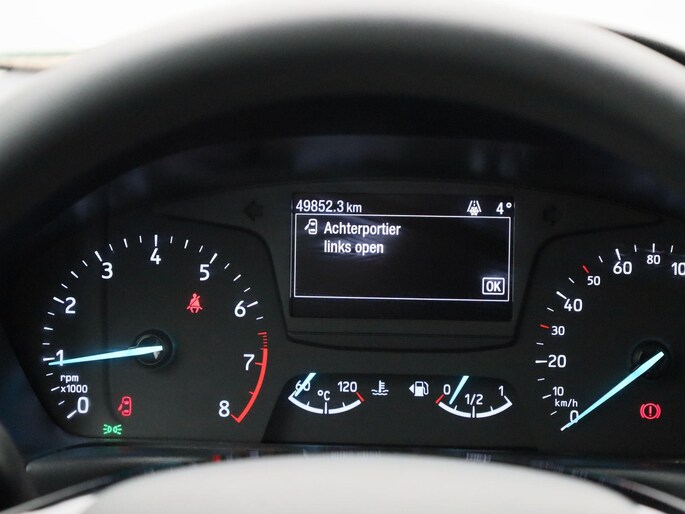 49852.3 km 4°
Achterportier
links open
OK
0 1 2 3 4 5 6 7 8
rpm
x1000
60 120
°C
0 1/2 1
0 10 20 30 40 50 60 80 10
km/h